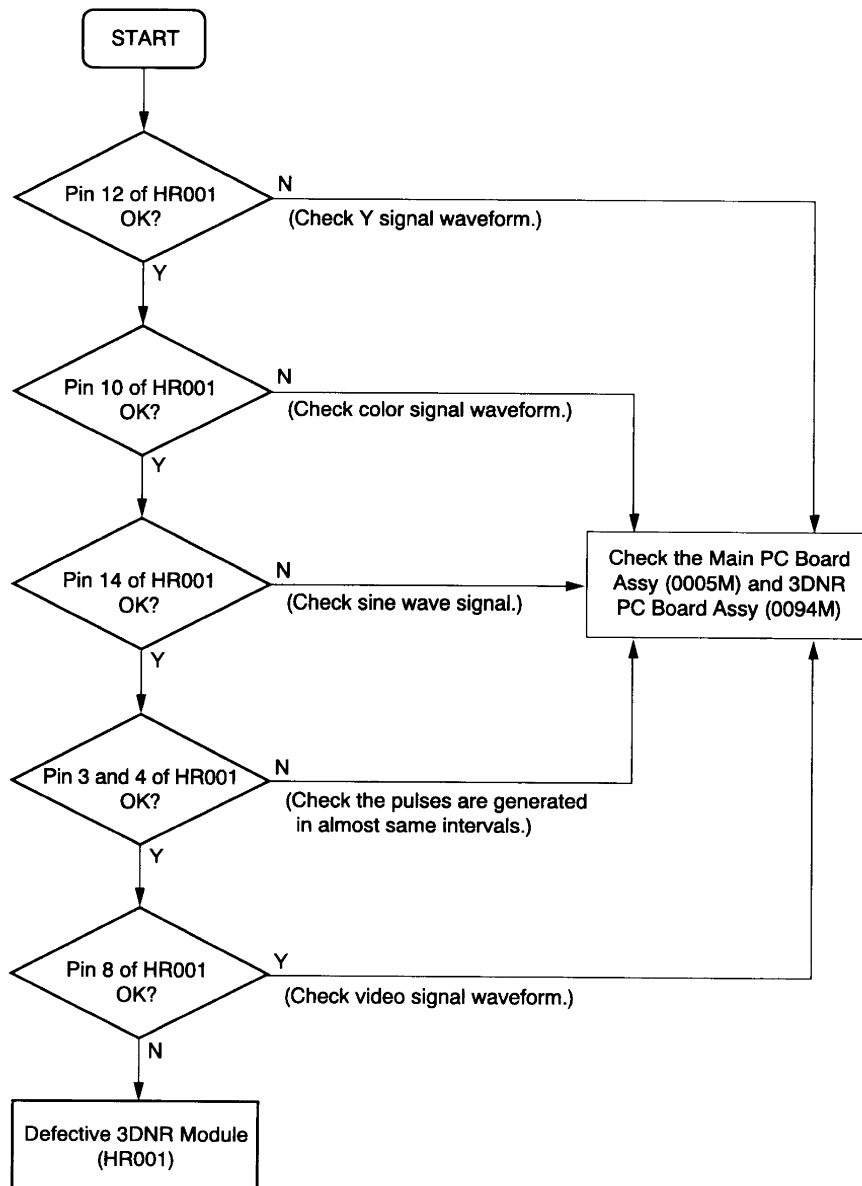 START
Pin 12 of HR001
OK?
N
(Check Y signal waveform.)
Y
Pin 10 of HR001
OK?
N
(Check color signal waveform.)
Y
Pin 14 of HR001
OK?
N
(Check sine wave signal.)
Check the Main PC Board
Assy (0005M) and 3DNR
PC Board Assy (0094M)
Y
Pin 3 and 4 of HR001
OK?
N
(Check the pulses are generated
in almost same intervals.)
Y
Pin 8 of HR001
OK?
Y
(Check video signal waveform.)
N
Defective 3DNR Module
(HR001)